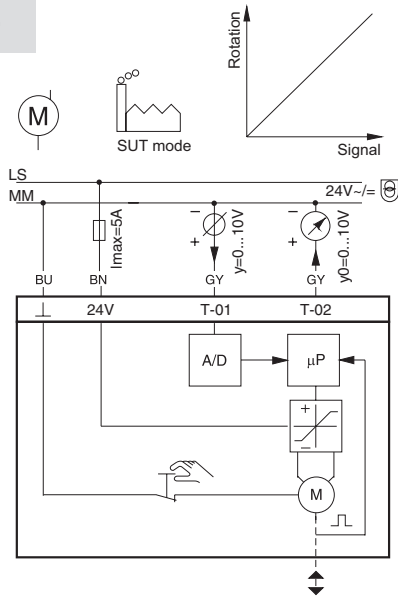 Rotation
M
SUT mode
Signal
LS
24V~/=
MM
Imax=5A
– +
y=0...10V
– +
y0=0...10V
BU
BN
GY
GY
⊥
24V
T-01
T-02
A/D
µP
+
–
M